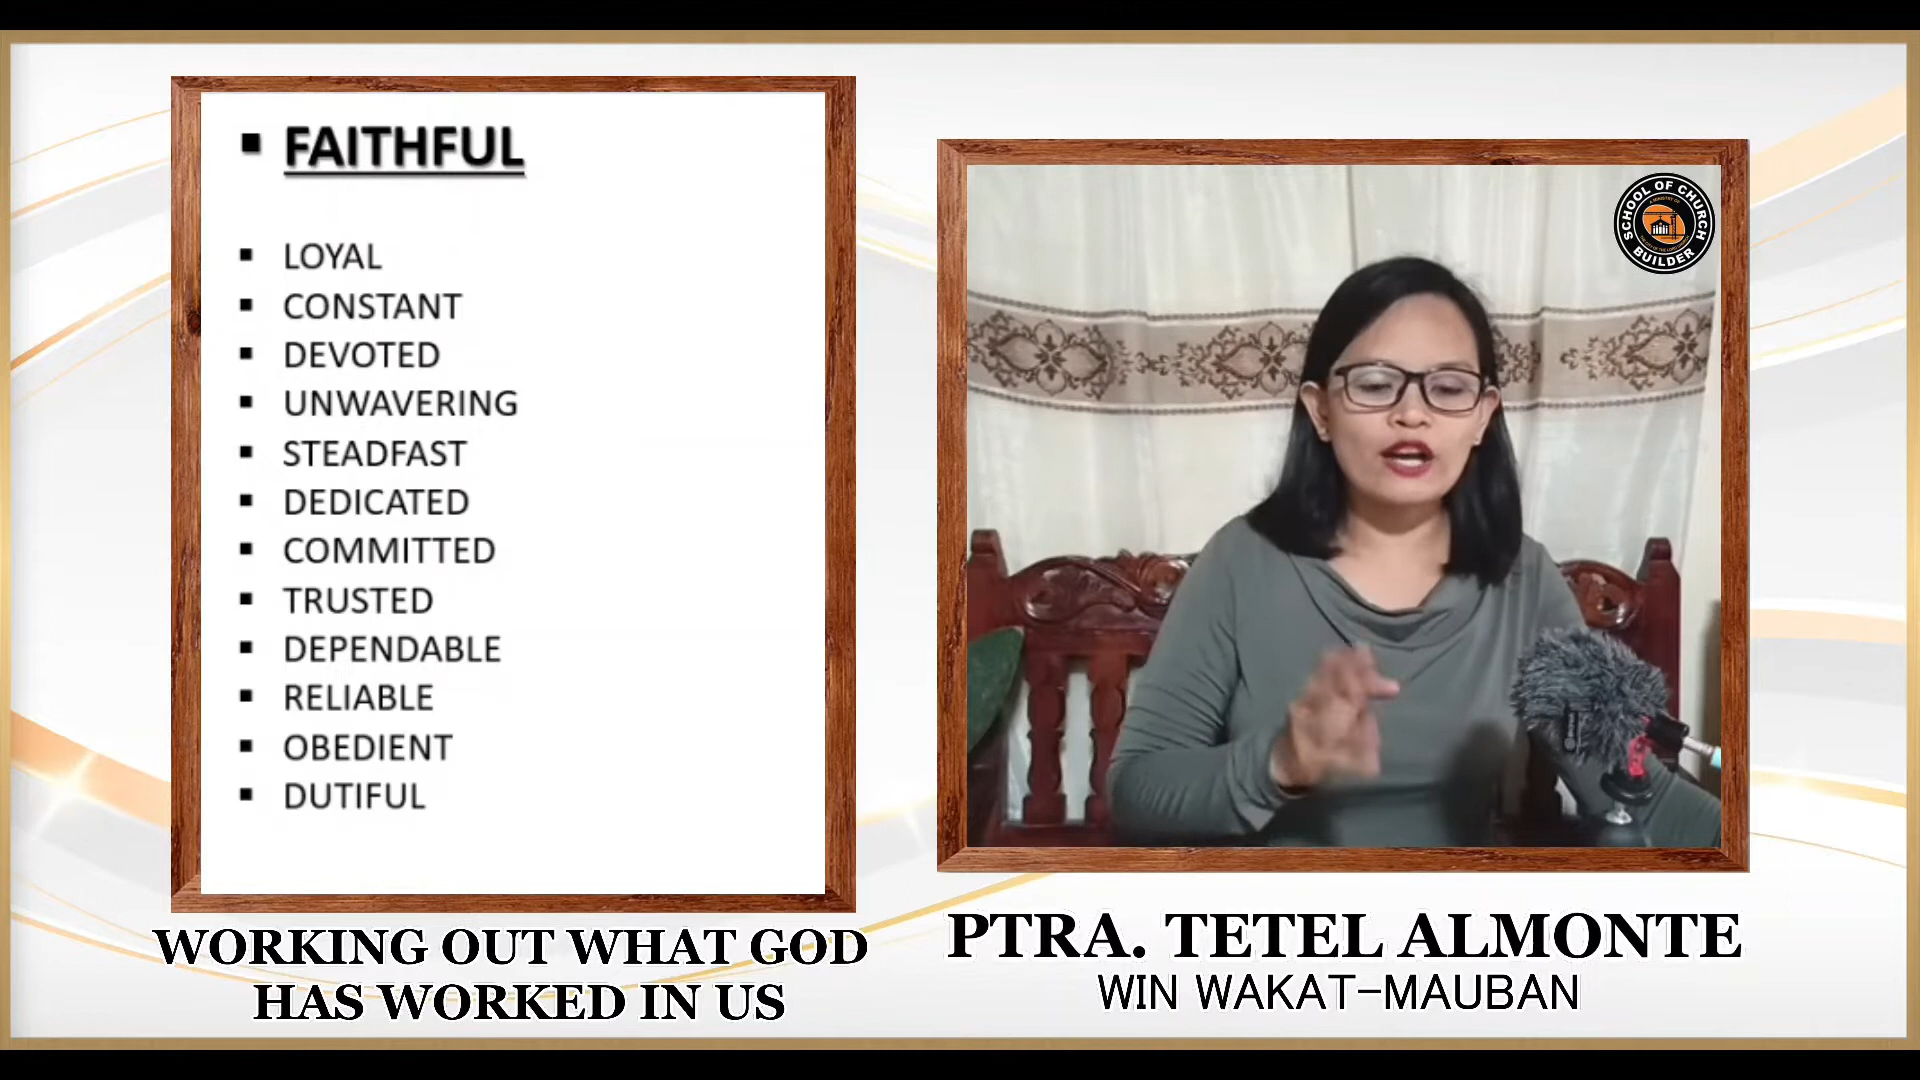 ▪ FAITHFUL
▪ LOYAL
▪ CONSTANT
▪ DEVOTED
▪ UNWAVERING
▪ STEADFAST
▪ DEDICATED
▪ COMMITTED
▪ TRUSTED
▪ DEPENDABLE
▪ RELIABLE
▪ OBEDIENT
▪ DUTIFUL
WORKING OUT WHAT GOD
HAS WORKED IN US
SCHOOL OF CHURCH
BUILDER
PTRA. TETEL ALMONTE
WIN WAKAT-MAUBAN